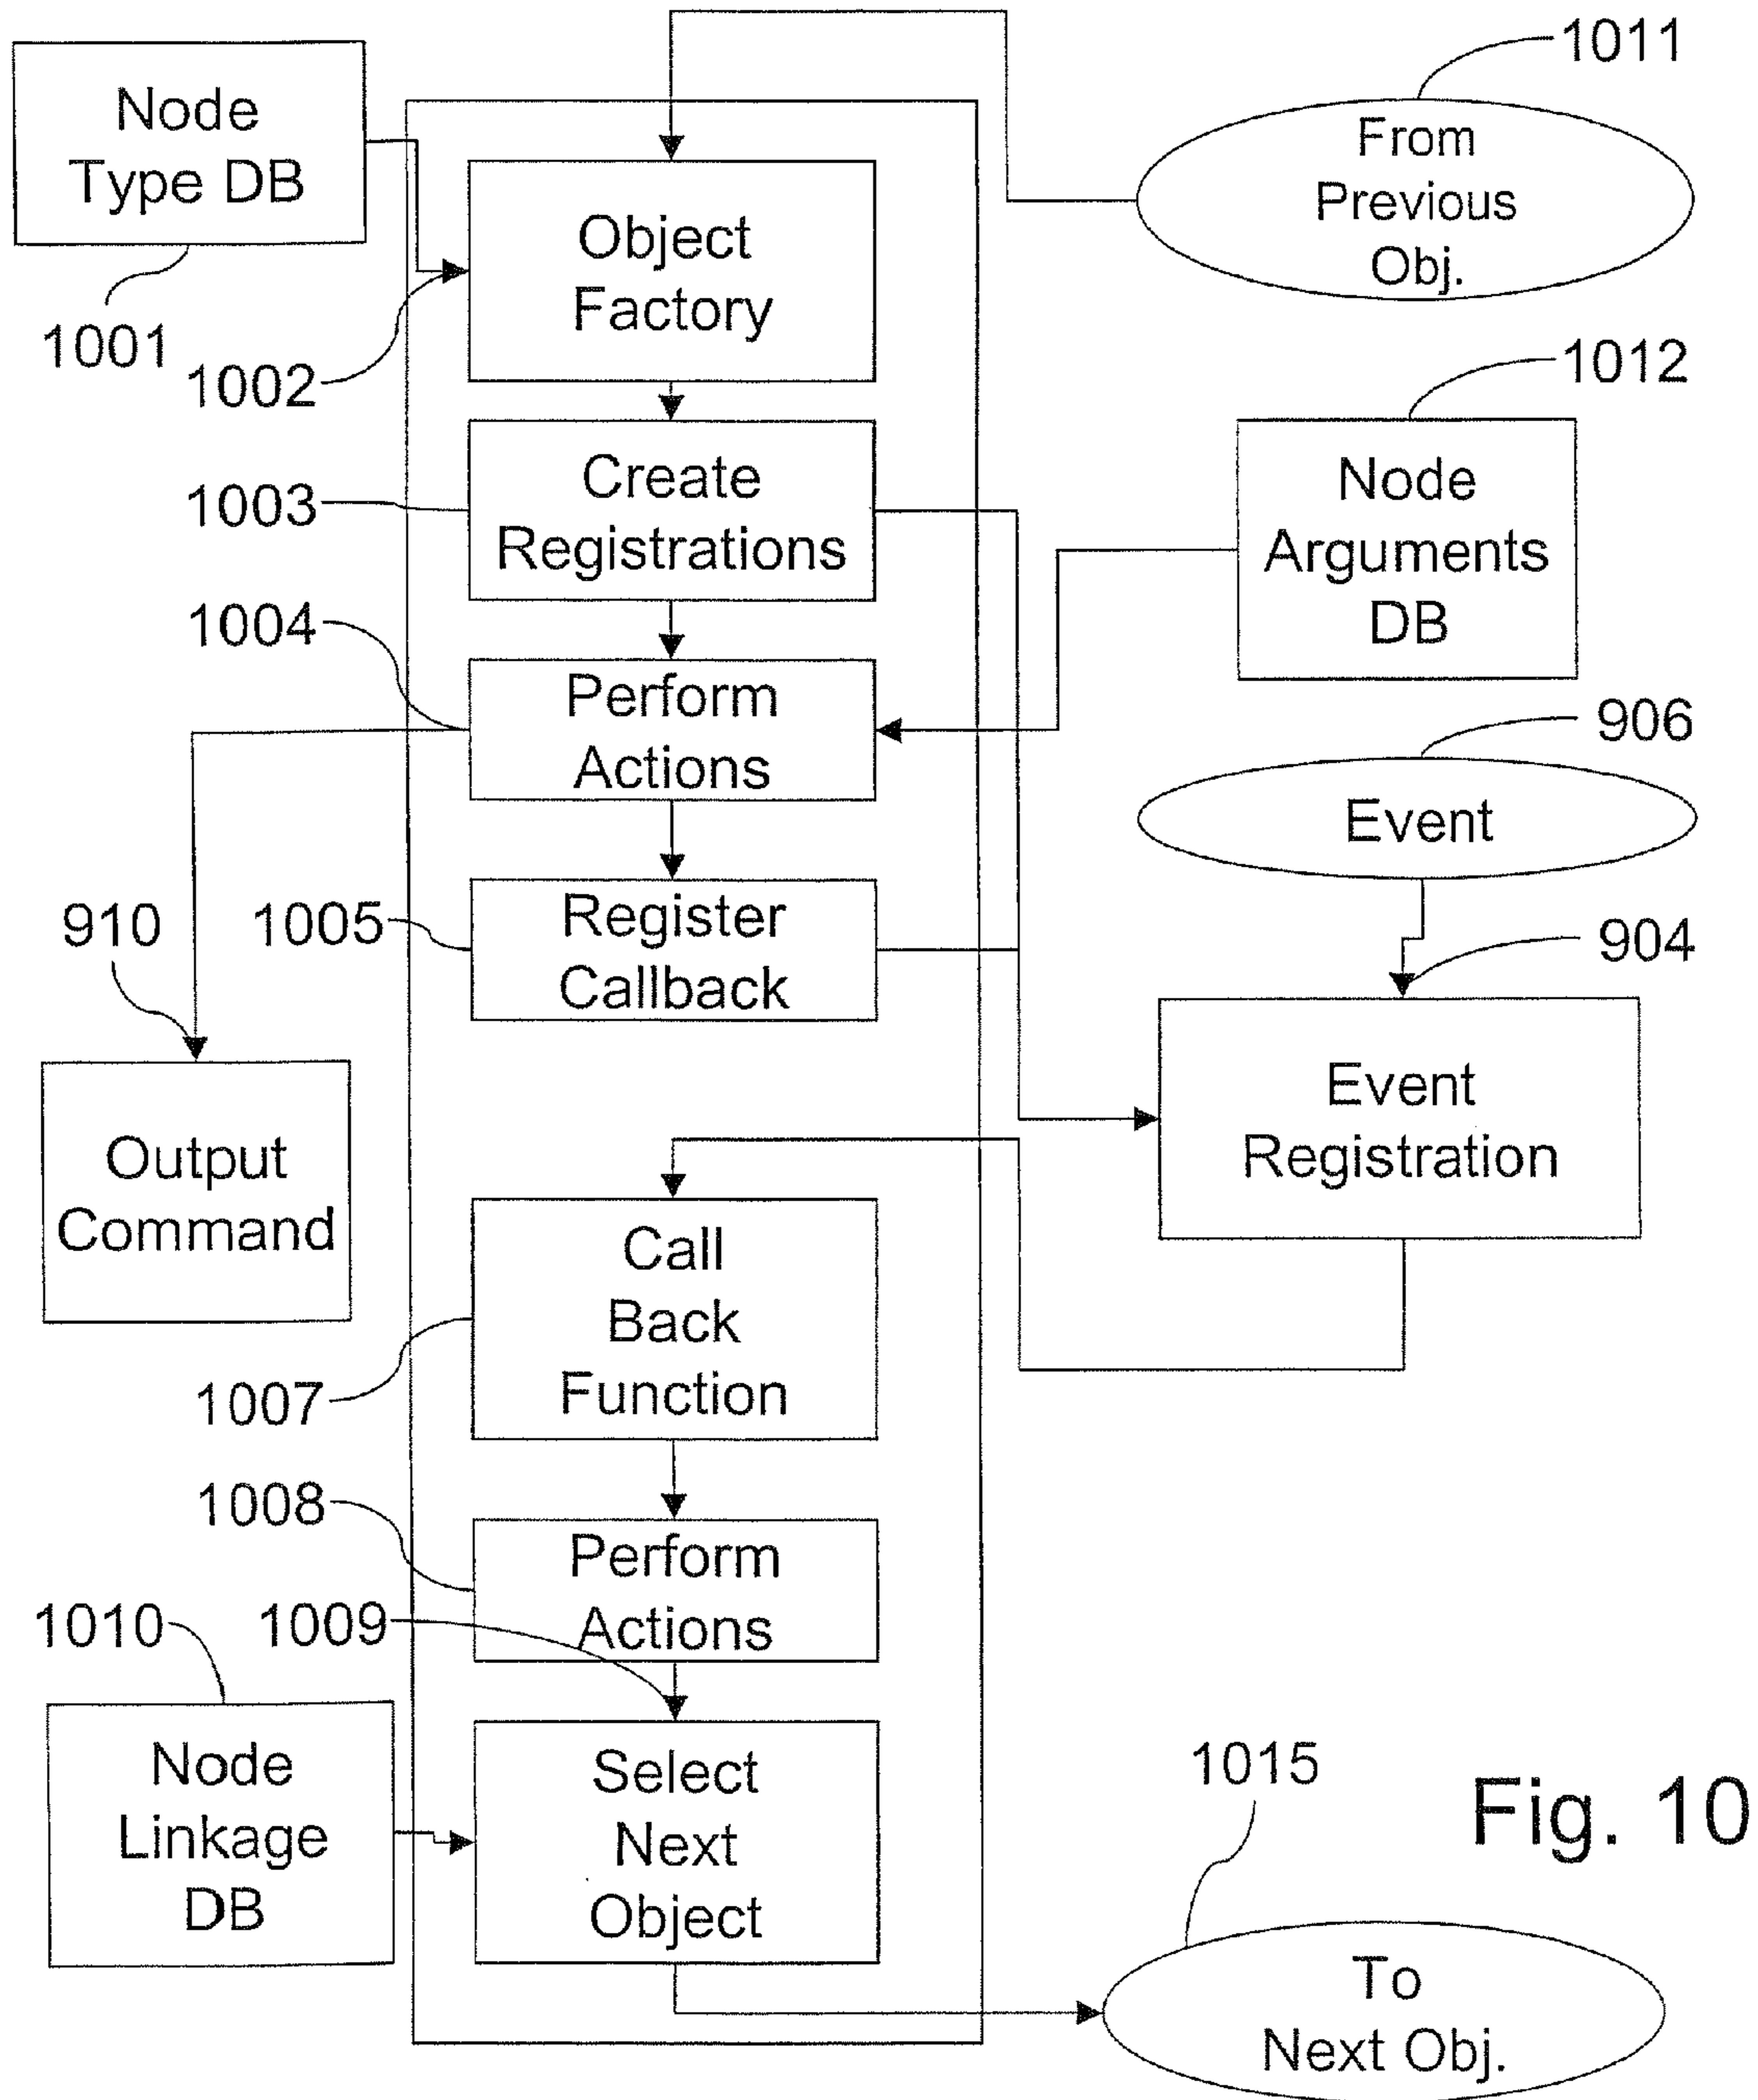 1011
Node
Type DB
From
Previous
Obj.
Object
Factory
1001
1002
1012
Create
Registrations
1003
Node
Arguments
DB
1004
Perform
Actions
906
Event
910
1005
Register
Callback
904
Output
Command
Event
Registration
Call
Back
Function
1007
1008
Perform
Actions
1010
1009
Node
Linkage
DB
Select
Next
Object
1015
Fig. 10
To
Next Obj.